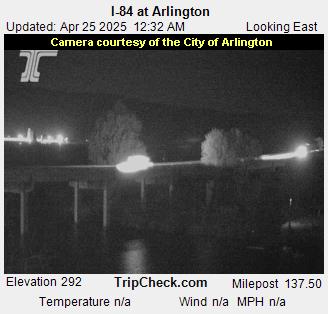 I-84 at Arlington
Updated: Apr 25 2025 12:32 AM Looking East
Camera courtesy of the City of Arlington
Elevation 292 TripCheck.com Milepost 137.50
Temperature n/a Wind n/a MPH n/a